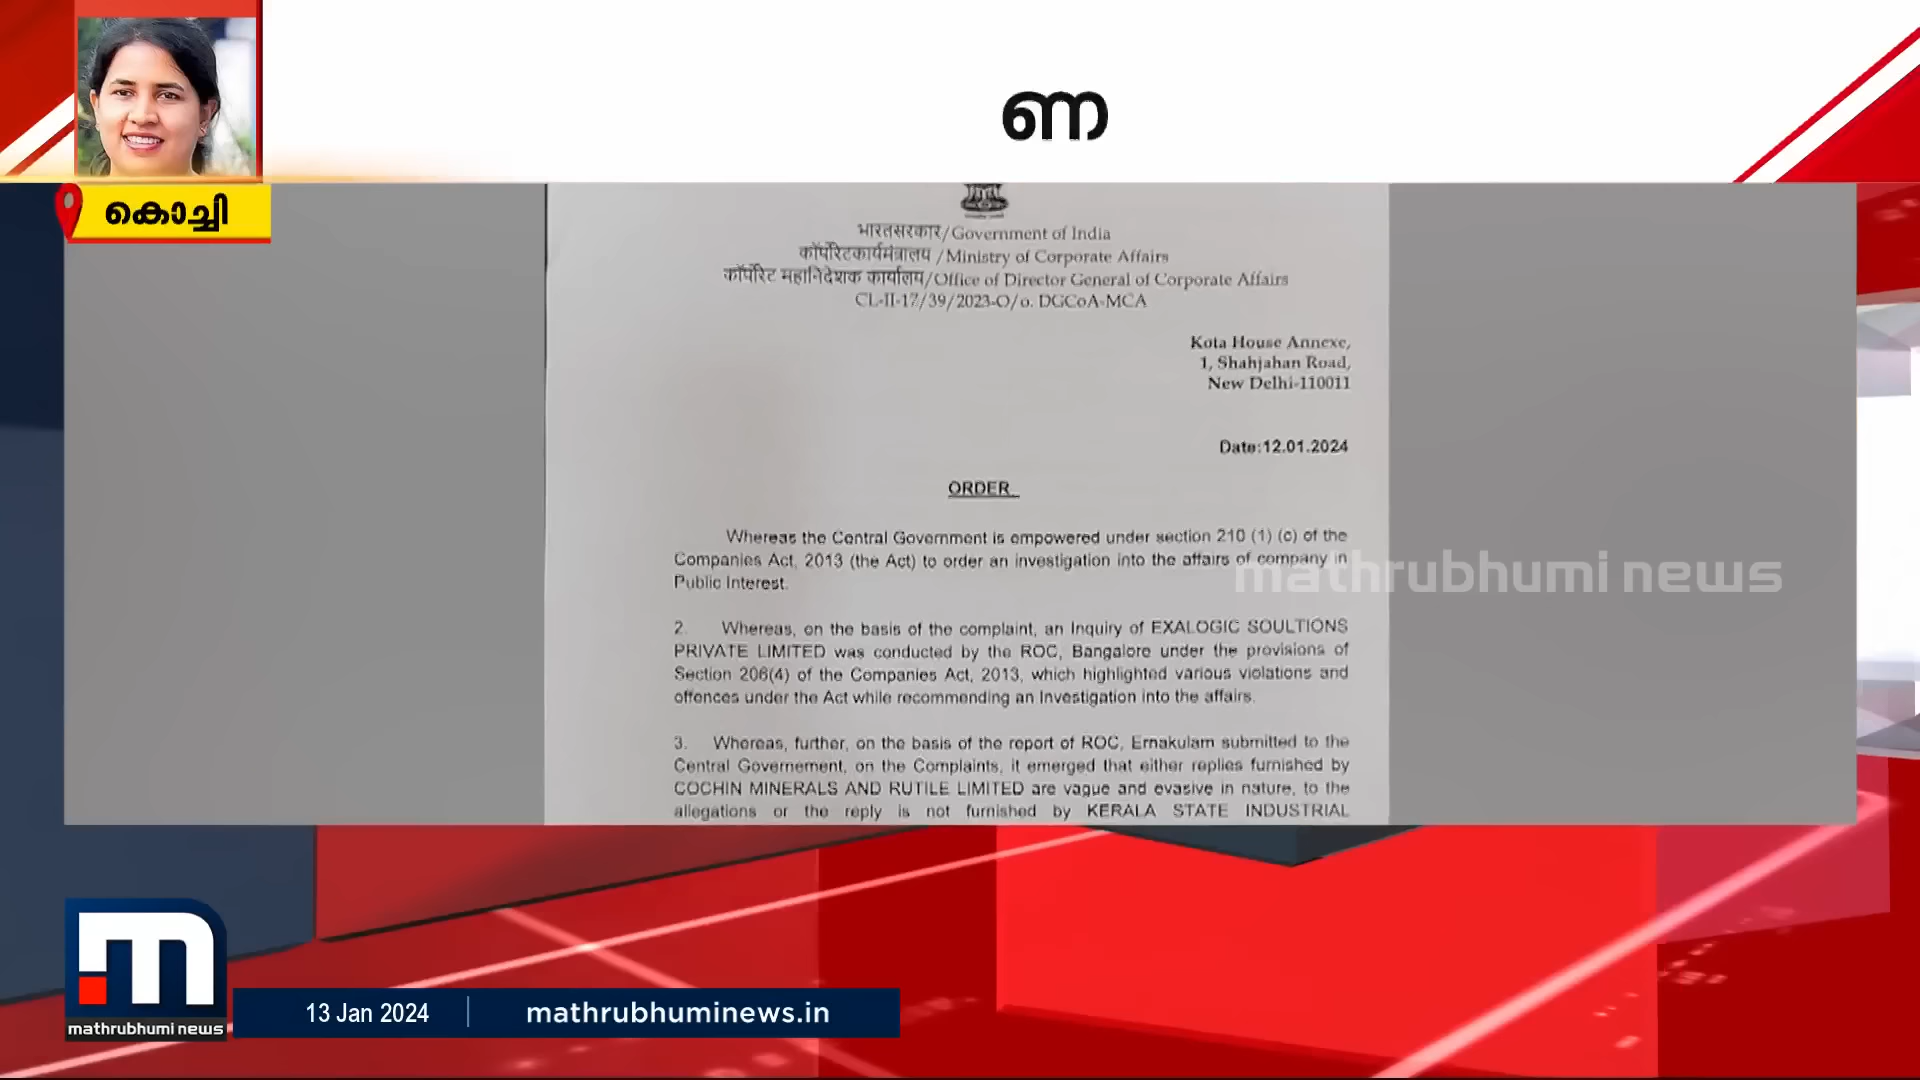 ണ
കൊച്ചി
भारतसरकार/Government of India
कॉर्पोरेटकार्यमंत्रालय /Ministry of Corporate Affairs
कॉर्पोरेट महानिदेशक कार्यालय/Office of Director General of Corporate Affairs
CL-II-17/39/2023-O/o. DGCoA-MCA
Kota House Annexe,
1, Shahjahan Road,
New Delhi-110011
Date:12.01.2024
ORDER
Whereas the Central Government is empowered under section 210 (1) (c) of the
Companies Act, 2013 (the Act) to order an investigation into the affairs of company in
Public Interest.
mathrubhumi news
2. Whereas, on the basis of the complaint, an Inquiry of EXALOGIC SOULTIONS
PRIVATE LIMITED was conducted by the ROC, Bangalore under the provisions of
Section 206(4) of the Companies Act, 2013, which highlighted various violations and
offences under the Act while recommending an Investigation into the affairs.
3. Whereas, further, on the basis of the report of ROC, Ernakulam submitted to the
Central Governement, on the Complaints, it emerged that either replies furnished by
COCHIN MINERALS AND RUTILE LIMITED are vague and evasive in nature, to the
allegations or the reply is not furnished by KERALA STATE INDUSTRIAL
mathrubhumi news
13 Jan 2024
mathrubhuminews.in